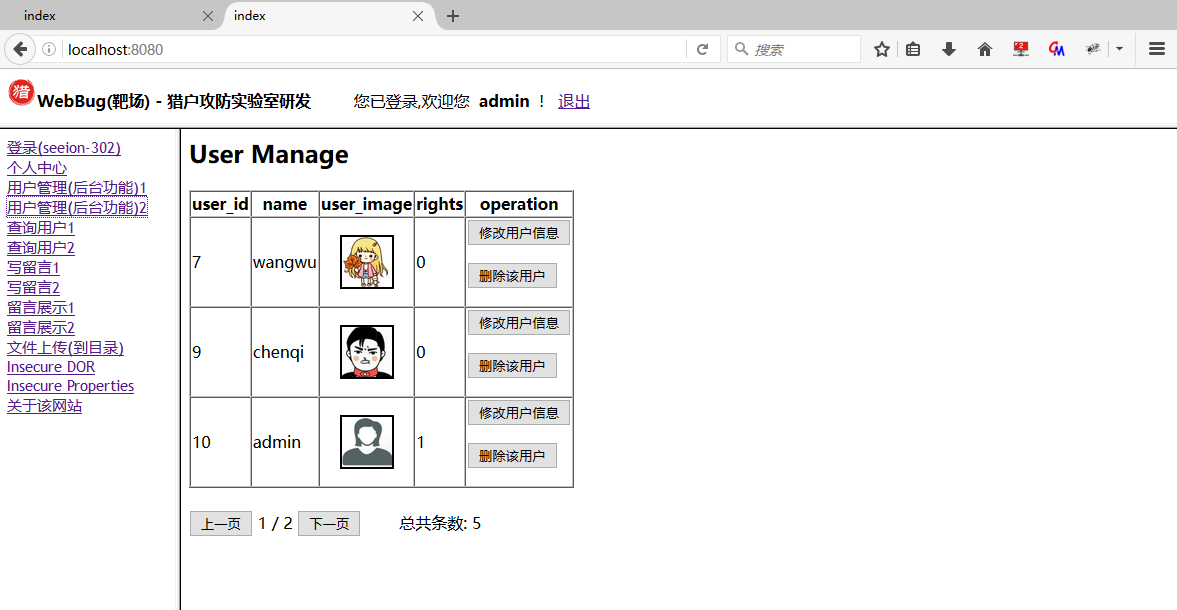 index
index
localhost:8080
搜索
猎 WebBug(靶场) - 猎户攻防实验室研发 您已登录,欢迎您 admin ！ 退出
登录(seeion-302)
个人中心
用户管理(后台功能)1
用户管理(后台功能)2
查询用户1
查询用户2
写留言1
写留言2
留言展示1
留言展示2
文件上传(到目录)
Insecure DOR
Insecure Properties
关于该网站
User Manage
user_id name user_image rights operation
7 wangwu 0 修改用户信息
删除该用户
9 chenqi 0 修改用户信息
删除该用户
10 admin 1 修改用户信息
删除该用户
上一页 1 / 2 下一页 总共条数: 5